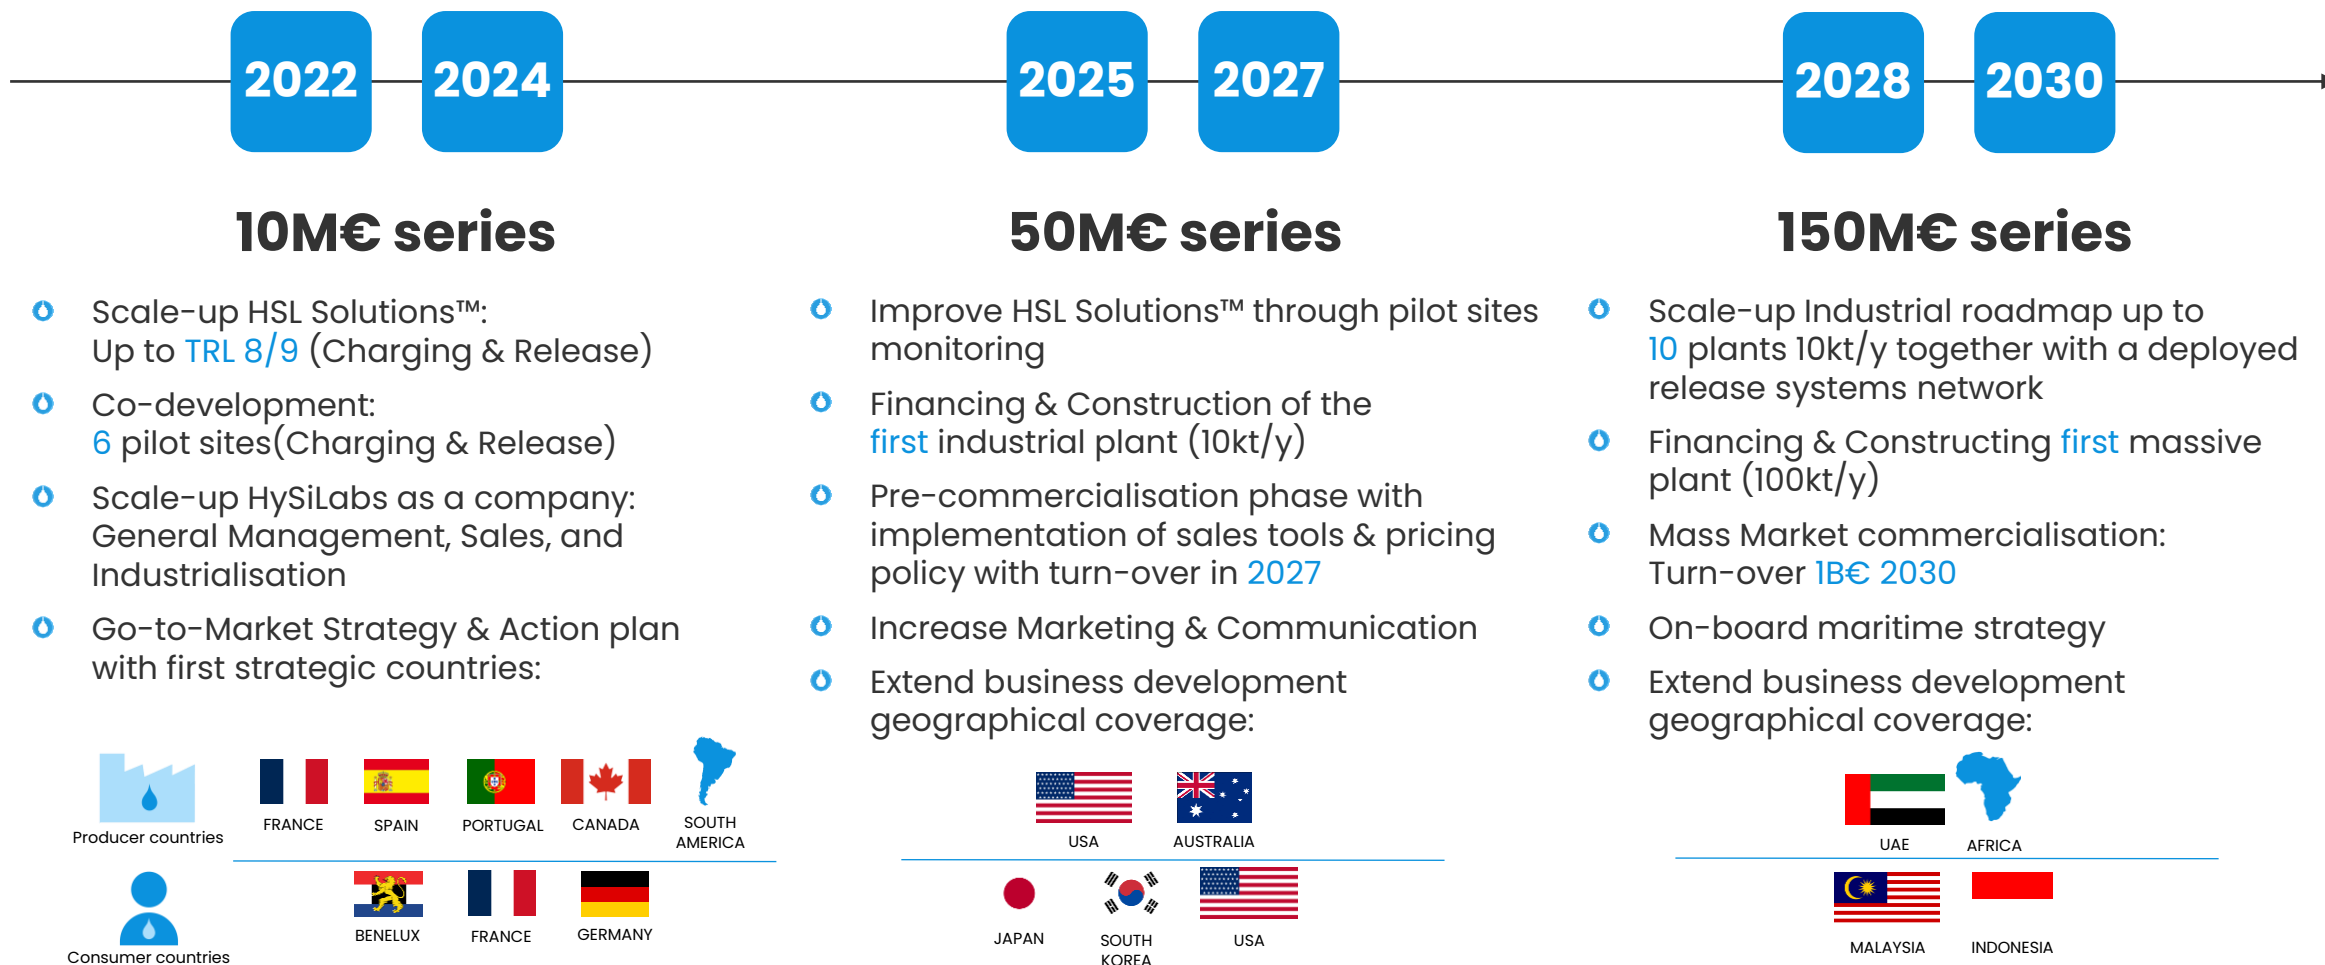 2022
2024
2025
2027
2028
2030
10M€ series
Scale-up HSL Solutions™:
Up to TRL 8/9 (Charging & Release)
Co-development:
6 pilot sites(Charging & Release)
Scale-up HySiLabs as a company:
General Management, Sales, and
Industrialisation
Go-to-Market Strategy & Action plan
with first strategic countries:
Producer countries
FRANCE
SPAIN
PORTUGAL
CANADA
SOUTH
AMERICA
Consumer countries
BENELUX
FRANCE
GERMANY
50M€ series
Improve HSL Solutions™ through pilot sites
monitoring
Financing & Construction of the
first industrial plant (10kt/y)
Pre-commercialisation phase with
implementation of sales tools & pricing
policy with turn-over in 2027
Increase Marketing & Communication
Extend business development
geographical coverage:
USA
AUSTRALIA
JAPAN
SOUTH
KOREA
USA
150M€ series
Scale-up Industrial roadmap up to
10 plants 10kt/y together with a deployed
release systems network
Financing & Constructing first massive
plant (100kt/y)
Mass Market commercialisation:
Turn-over 1B€ 2030
On-board maritime strategy
Extend business development
geographical coverage:
UAE
AFRICA
MALAYSIA
INDONESIA